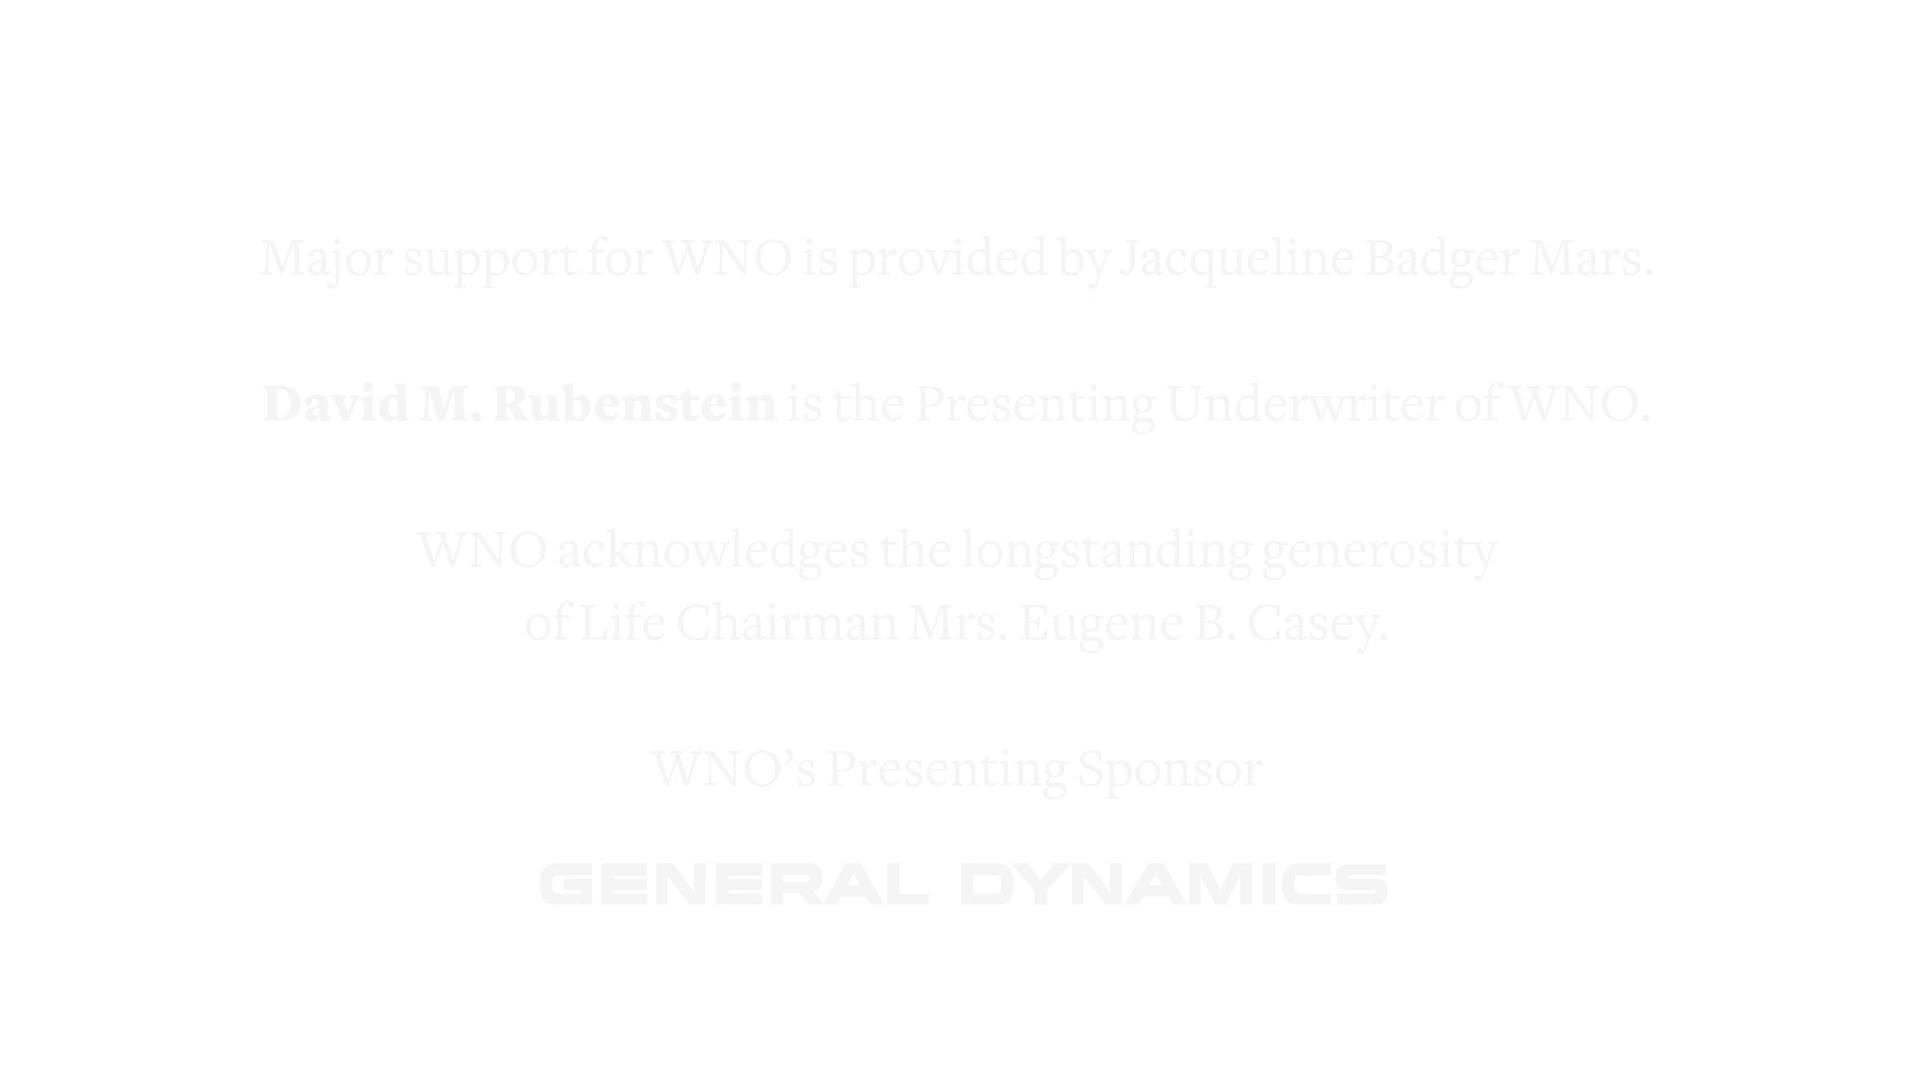 Major support for WNO is provided by Jacqueline Badger Mars.
David M. Rubenstein is the Presenting Underwriter of WNO.
WNO acknowledges the longstanding generosity
of Life Chairman Mrs. Eugene B. Casey.
WNO’s Presenting Sponsor
GENERAL DYNAMICS